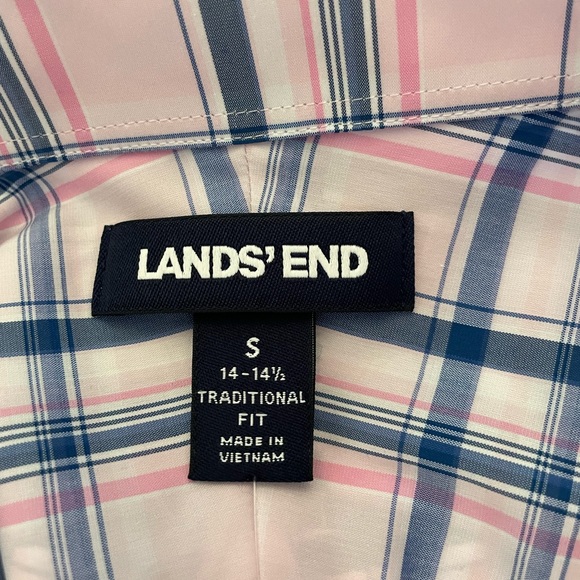 LANDS' END
S
14-14½
TRADITIONAL
FIT
MADE IN
VIETNAM